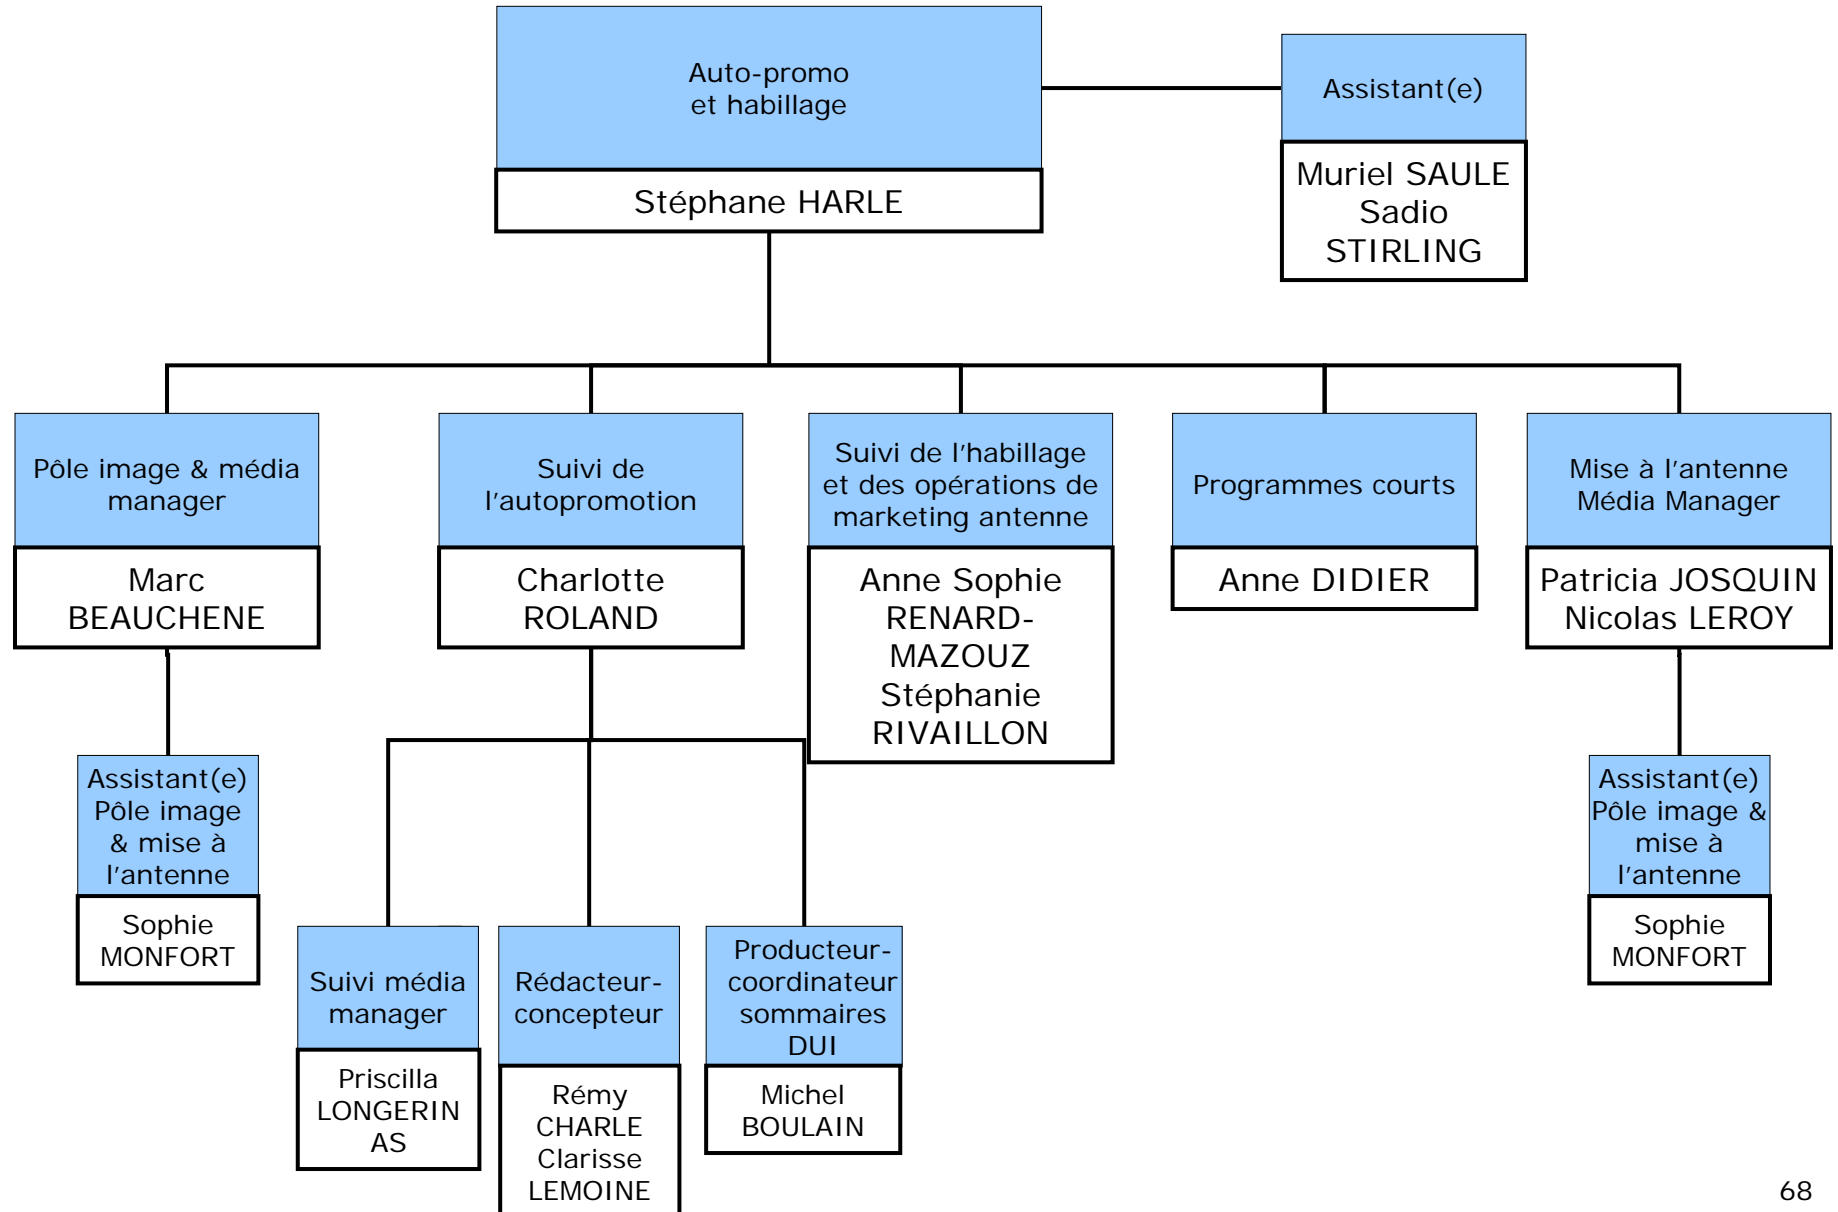 Auto-promo
et habillage
Stéphane HARLE
Assistant(e)
Muriel SAULE
Sadio
STIRLING
Pôle image & média
manager
Marc
BEAUCHENE
Suivi de
l'autopromotion
Charlotte
ROLAND
Suivi de l'habillage
et des opérations de
marketing antenne
Anne Sophie
RENARD-
MAZOUZ
Stéphanie
RIVAILLON
Programmes courts
Anne DIDIER
Mise à l'antenne
Média Manager
Patricia JOSQUIN
Nicolas LEROY
Assistant(e)
Pôle image
& mise à
l'antenne
Sophie
MONFORT
Suivi média
manager
Priscilla
LONGERIN
AS
Rédacteur-
concepteur
Rémy
CHARLE
Clarisse
LEMOINE
Producteur-
coordinateur
sommaires
DUI
Michel
BOULAIN
Assistant(e)
Pôle image &
mise à
l'antenne
Sophie
MONFORT
68